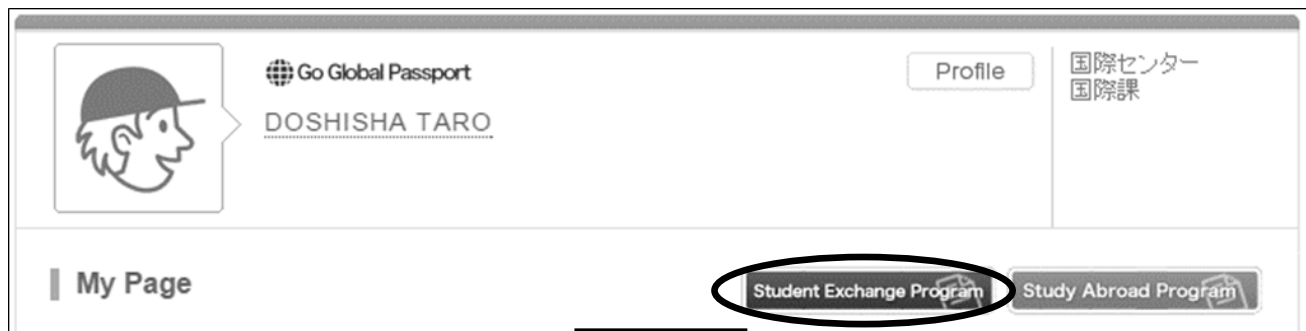 Go Global Passport
DOSHISHA TARO
Profile
国際センター
国際課
My Page
Student Exchange Program
Study Abroad Program